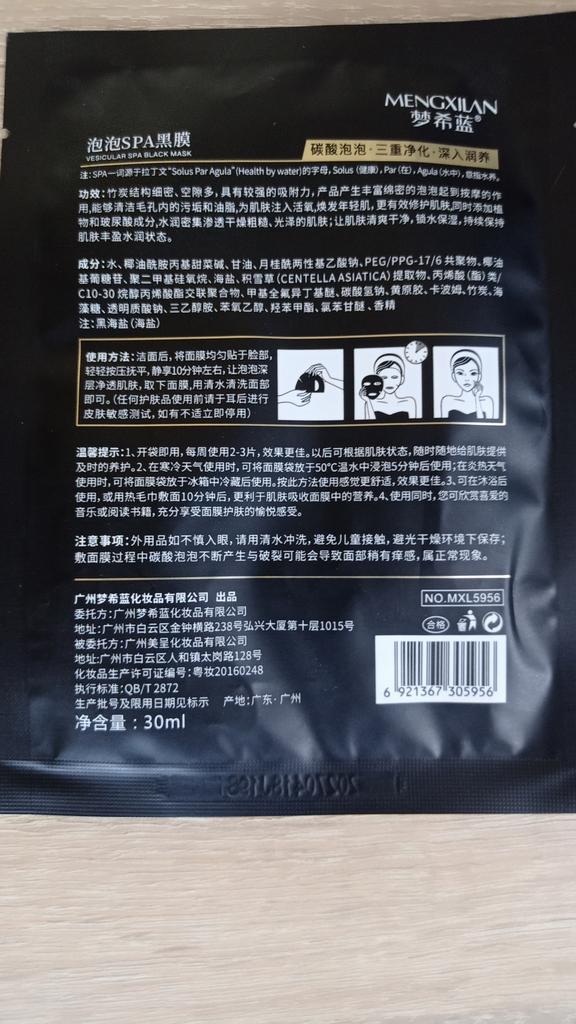 MENGXILAN
梦希蓝®
泡泡SPA黑膜
VESICULAR SPA BLACK MASK
碳酸泡泡·三重净化·深入润养
注:SPA一词源于拉丁文“Solus Par Agula”(Health by water)的字母, Solus (健康), Par(在), Agula (水中), 意指水养。
功效:竹炭结构细密、空隙多,具有较强的吸附力,产品产生丰富绵密的泡泡起到按摩的作
用,能够清洁毛孔内的污垢和油脂,为肌肤注入活氧,焕发年轻肌,更有效修护肌肤,同时添加植
物和玻尿酸成分,水润密集渗透干燥粗糙、光泽的肌肤;让肌肤清爽干净,锁水保湿,持续保持
肌肤丰盈水润状态。
成分:水、椰油酰胺丙基甜菜碱、甘油、月桂酰两性基乙酸钠、PEG/PPG-17/6 共聚物、椰油
基葡糖苷、聚二甲基硅氧烷、海盐、积雪草(CENTELLA ASIATICA)提取物、丙烯酸(酯)类/
C10-30 烷醇丙烯酸酯交联聚合物、甲基全氟异丁基醚、碳酸氢钠、黄原胶、卡波姆、竹炭、海
藻糖、透明质酸钠、三乙醇胺、苯氧乙醇、羟苯甲酯、氯苯甘醚、香精
注:黑海盐(海盐)
使用方法:洁面后,将面膜均匀贴于脸部,
轻轻按压抚平,静享10分钟左右,让泡泡深
层净透肌肤,取下面膜,用清水清洗面部
即可。(任何护肤品使用前请于耳后进行
皮肤敏感测试,如有不适立即停用)
温馨提示:1、开袋即用,每周使用2-3片,效果更佳。以后可根据肌肤状态,随时随地给肌肤提供
及时的养护。2、在寒冷天气使用时,可将面膜袋放于50℃温水中浸泡5分钟后使用;在炎热天气
使用时,可将面膜袋放于冰箱中冷藏后使用。按此方法使用感觉更舒适,效果更佳。3、可在沐浴后
使用,或用热毛巾敷面10分钟后,更利于肌肤吸收面膜中的营养。4、使用同时,您可欣赏喜爱的
音乐或阅读书籍,充分享受面膜护肤的愉悦感受。
注意事项:外用品如不慎入眼,请用清水冲洗,避免儿童接触,避光干燥环境下保存;
敷面膜过程中碳酸泡泡不断产生与破裂可能会导致面部稍有痒感,属正常现象。
广州梦希蓝化妆品有限公司 出品
委托方:广州梦希蓝化妆品有限公司
地址:广州市白云区金钟横路238号弘兴大厦第十层1015号
被委托方:广州美呈化妆品有限公司
地址:广州市白云区人和镇太岗路128号
化妆品生产许可证编号:粤妆20160248
执行标准:QB/T 2872
生产批号及限用日期见标示 产地:广东·广州
净含量:30ml
NO.MXL5956
合格
6 921367 305956